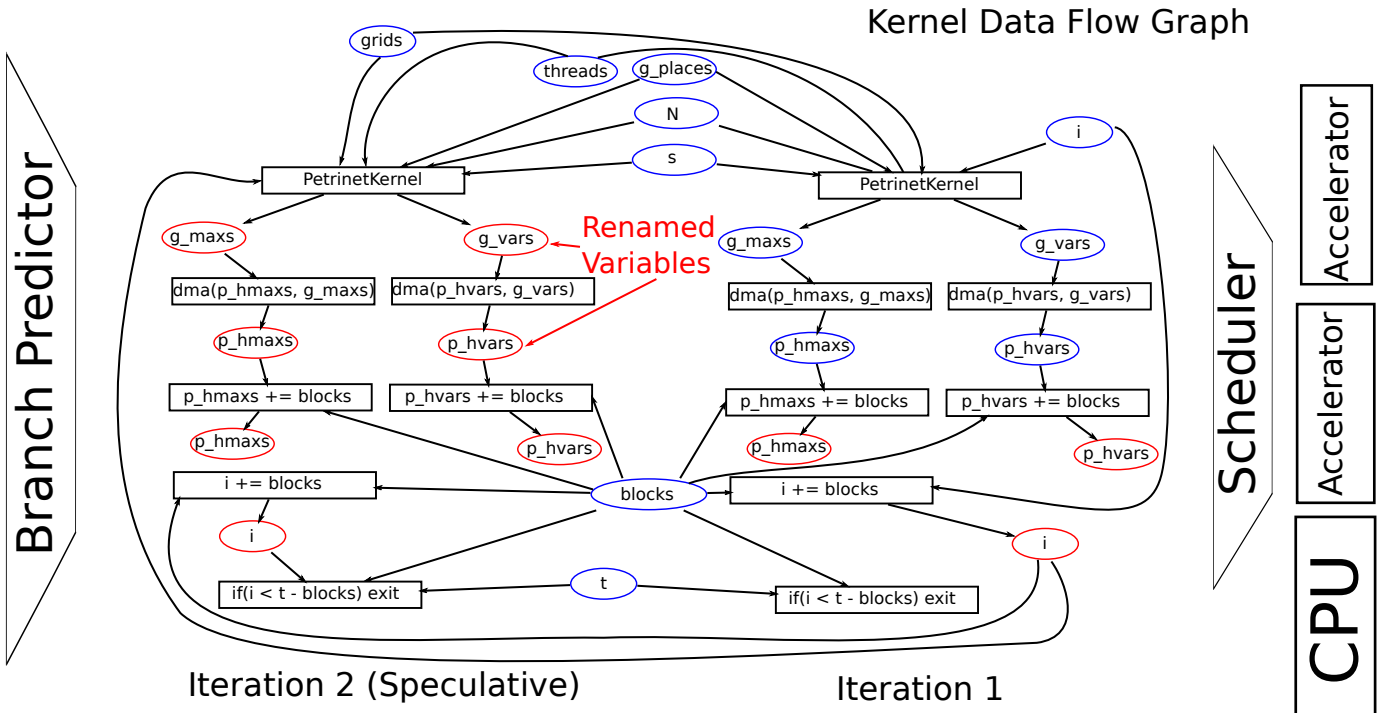 Kernel Data Flow Graph
grids
threads
g_places
N
s
i
PetrinetKernel
PetrinetKernel
g_maxs
g_vars
Renamed
Variables
g_maxs
g_vars
dma(p_hmaxs, g_maxs)
dma(p_hvars, g_vars)
dma(p_hmaxs, g_maxs)
dma(p_hvars, g_vars)
p_hmaxs
p_hvars
p_hmaxs
p_hvars
p_hmaxs += blocks
p_hvars += blocks
p_hmaxs += blocks
p_hvars += blocks
p_hmaxs
p_hvars
p_hmaxs
p_hvars
i += blocks
blocks
i += blocks
i
i
if(i < t - blocks) exit
t
if(i < t - blocks) exit
Iteration 2 (Speculative)
Iteration 1
Branch Predictor
Scheduler
Accelerator
Accelerator
CPU